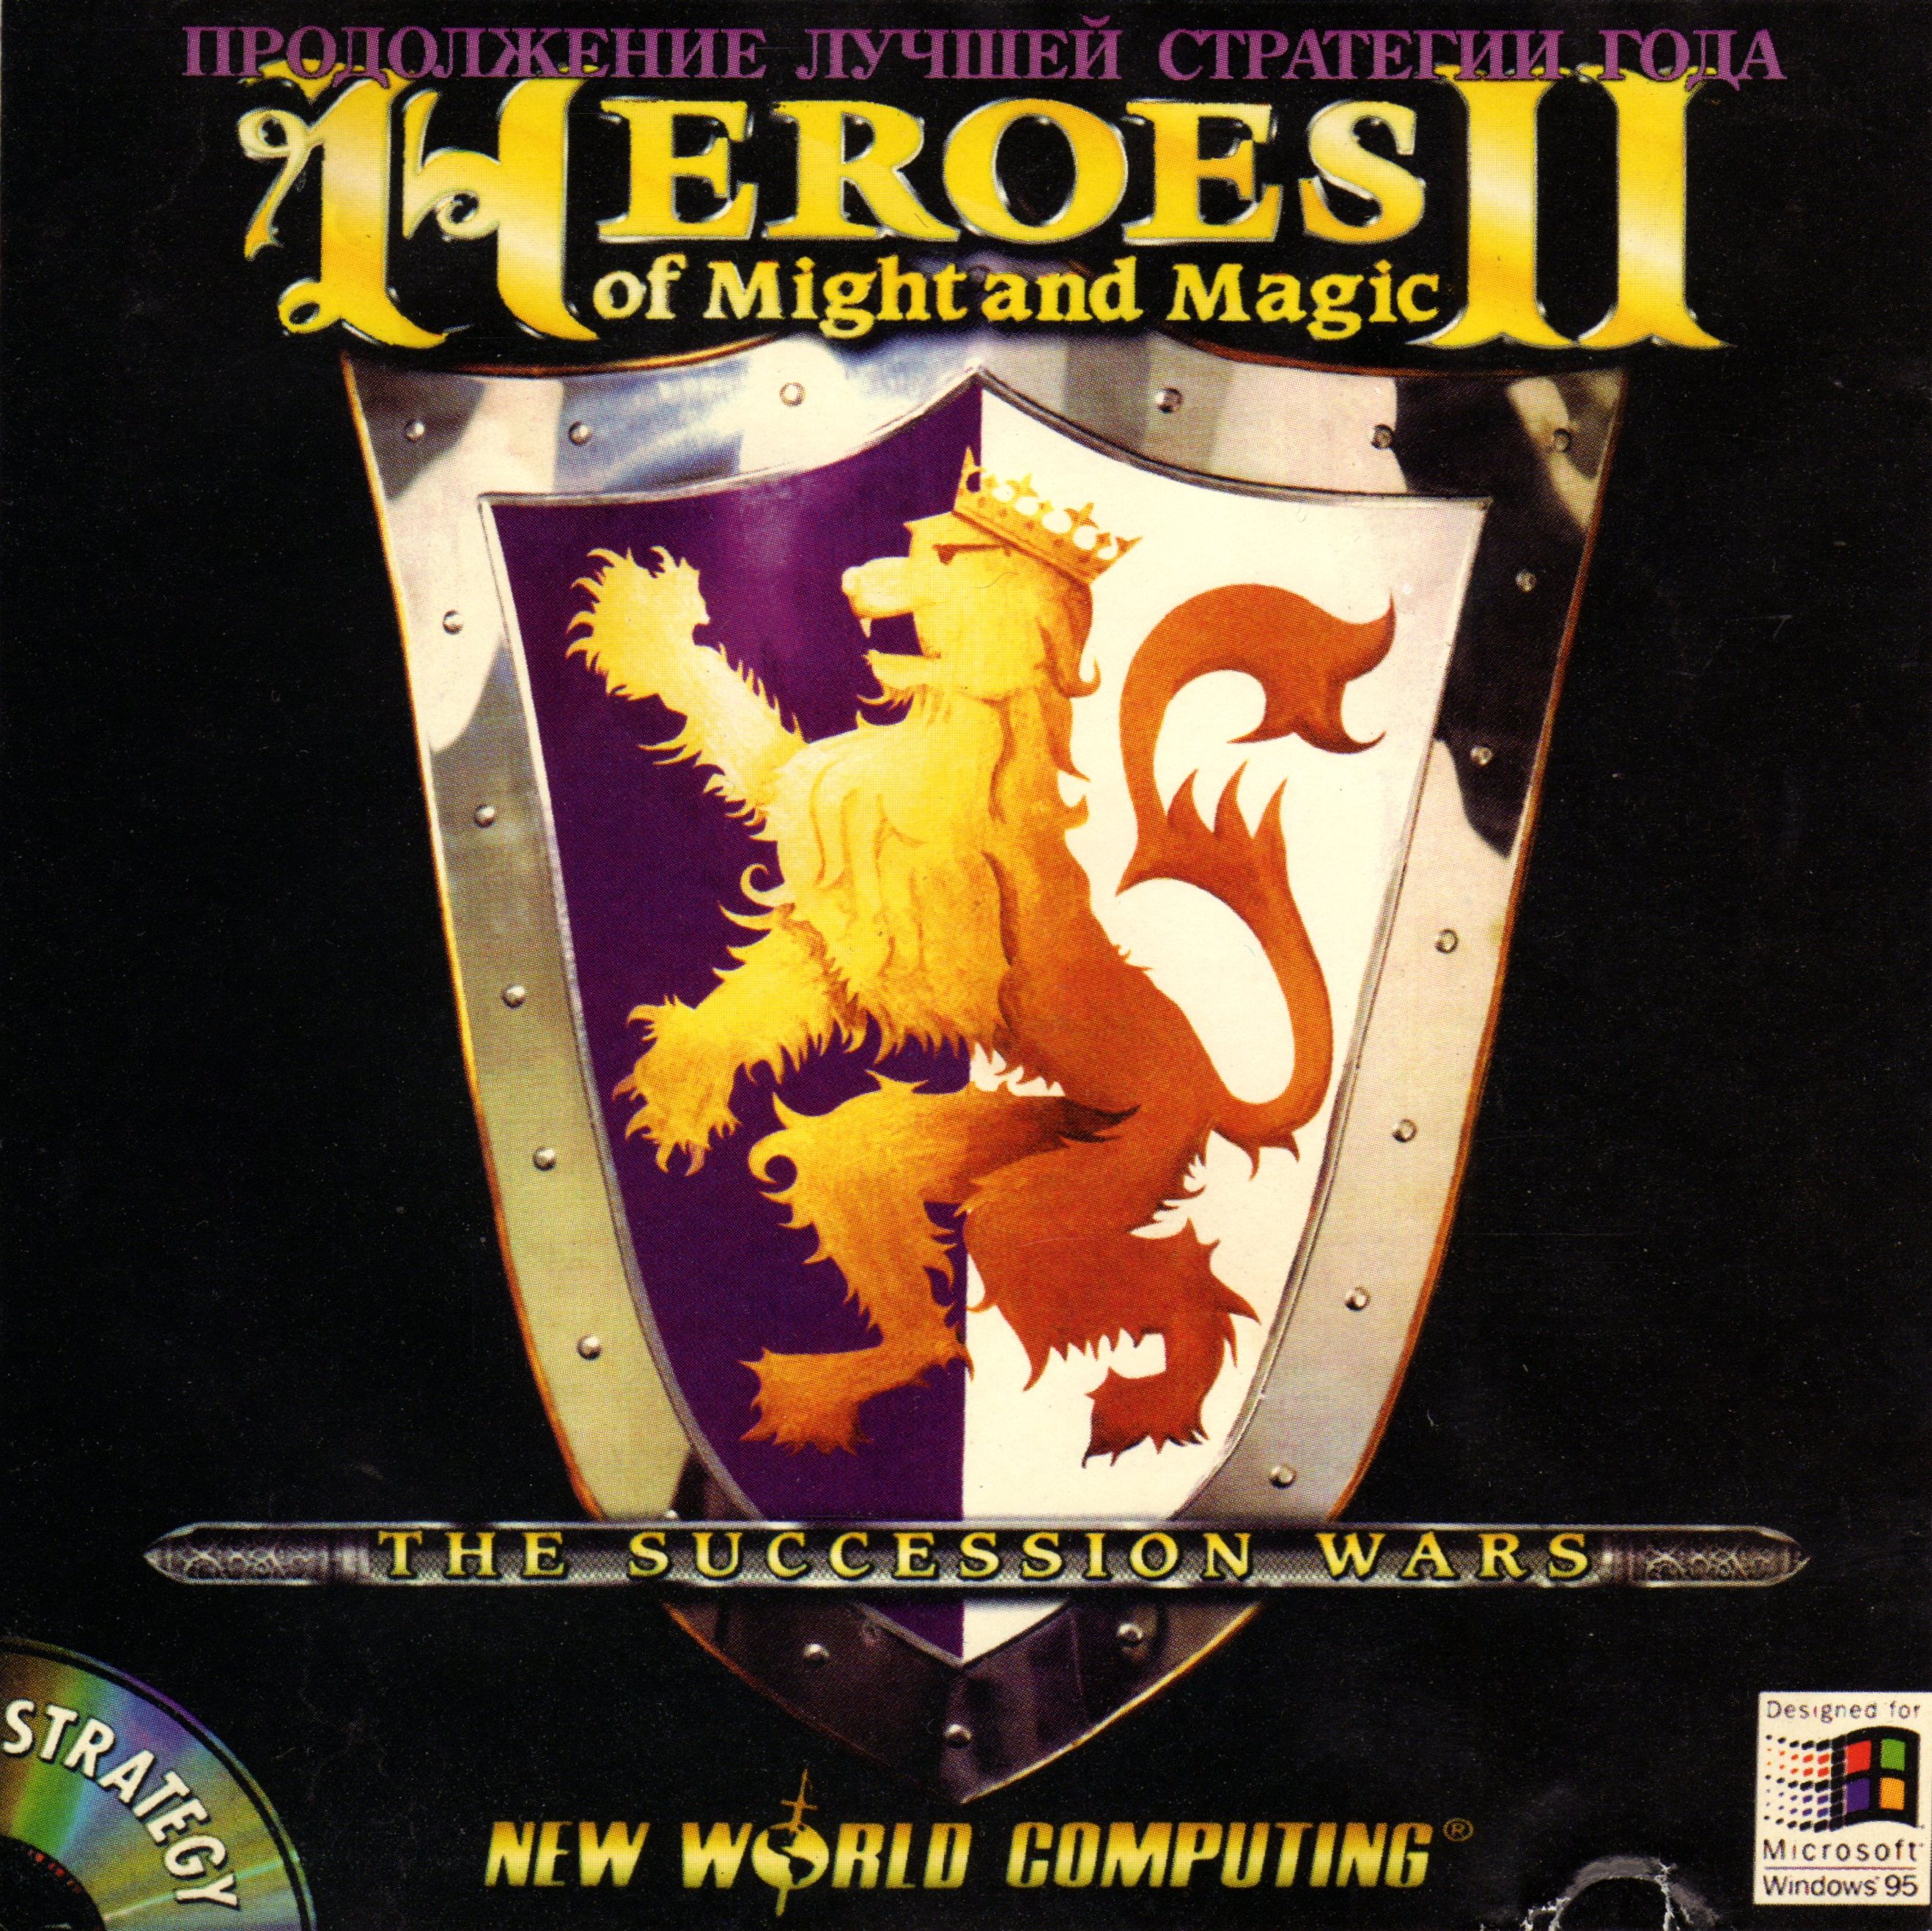 ПРОДОЛЖЕНИЕ ЛУЧШЕЙ СТРАТЕГИИ ГОДА
HEROES II
of Might and Magic
THE SUCCESSION WARS
STRATEGY
NEW WORLD COMPUTING®
Designed for
Microsoft
Windows 95